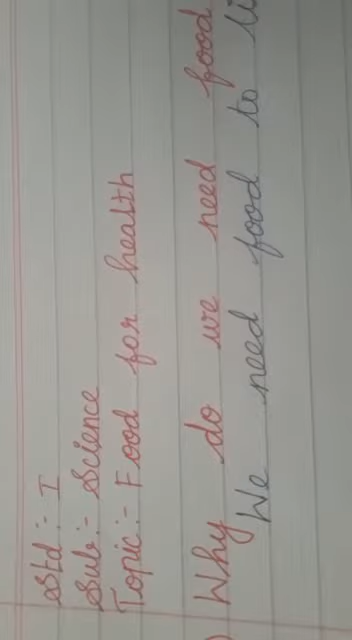 Std :- I
Sub :- Science
Topic :- Food for health
Why do we need food
We need food to